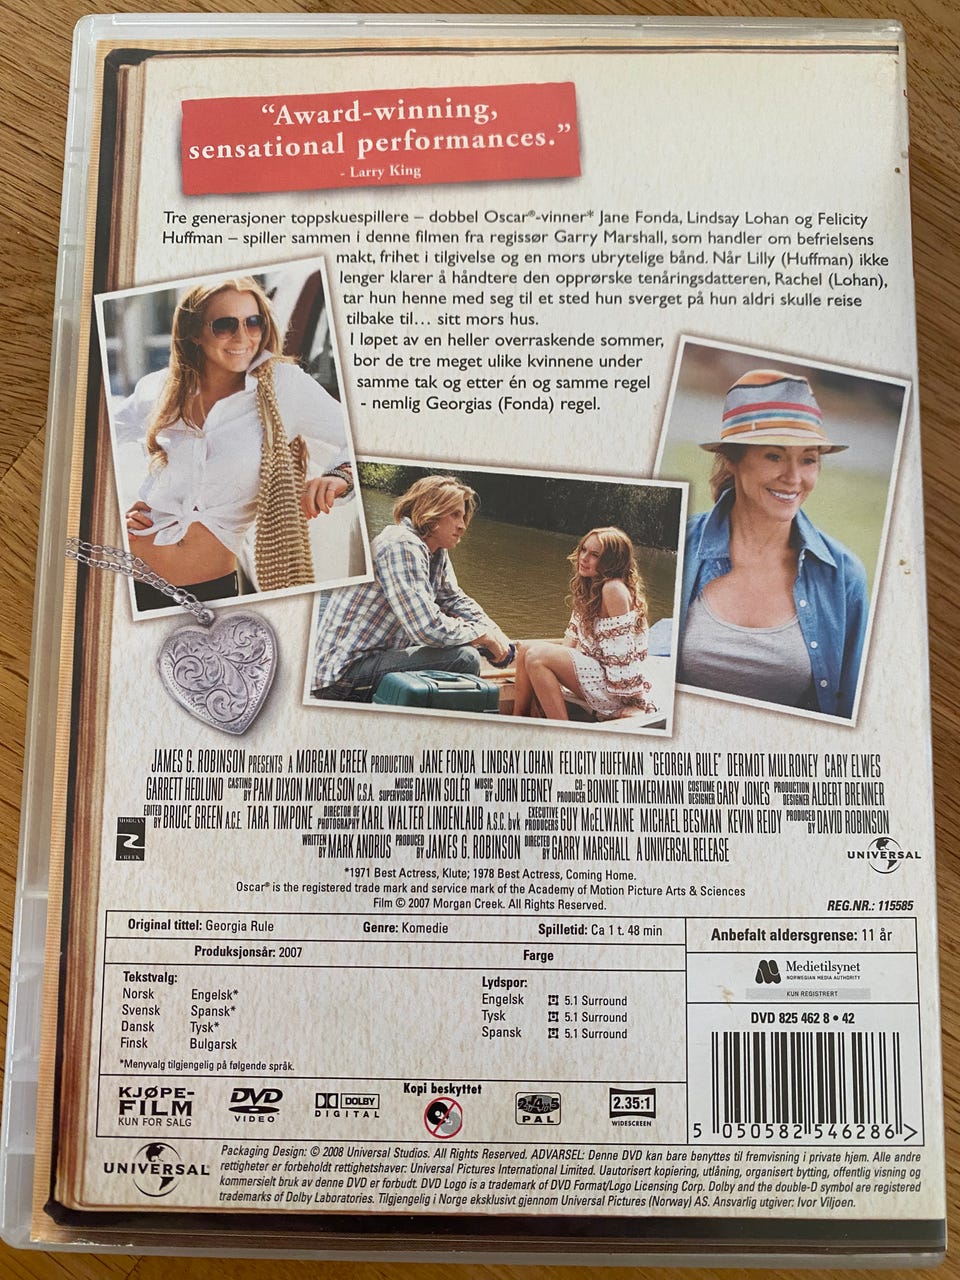 “Award-winning,
sensational performances.”
- Larry King
Tre generasjoner toppskuespillere – dobbel Oscar®-vinner* Jane Fonda, Lindsay Lohan og Felicity
Huffman – spiller sammen i denne filmen fra regissør Garry Marshall, som handler om befrielsens
makt, frihet i tilgivelse og en mors ubrytelige bånd. Når Lilly (Huffman) ikke
lenger klarer å håndtere den opprørske tenåringsdatteren, Rachel (Lohan),
tar hun henne med seg til et sted hun sverget på hun aldri skulle reise
tilbake til... sitt mors hus.
I løpet av en heller overraskende sommer,
bor de tre meget ulike kvinnene under
samme tak og etter én og samme regel
- nemlig Georgias (Fonda) regel.
JAMES G. ROBINSON PRESENTS A MORGAN CREEK PRODUCTION JANE FONDA LINDSAY LOHAN FELICITY HUFFMAN "GEORGIA RULE" DERMOT MULRONEY CARY ELWES
GARRETT HEDLUND CASTING BY PAM DIXON MICKELSON C.S.A. MUSIC SUPERVISOR DAWN SOLÉR MUSIC BY JOHN DEBNEY CO-PRODUCER BONNIE TIMMERMANN COSTUME DESIGNER GARY JONES PRODUCTION DESIGNER ALBERT BRENNER
EDITED BY BRUCE GREEN A.C.E. TARA TIMPONE DIRECTOR OF PHOTOGRAPHY KARL WALTER LINDENLAUB A.S.C. bvk EXECUTIVE PRODUCERS GUY McELWAINE MICHAEL BESMAN KEVIN REIDY PRODUCED BY DAVID ROBINSON
WRITTEN BY MARK ANDRUS PRODUCED BY JAMES G. ROBINSON DIRECTED BY GARRY MARSHALL A UNIVERSAL RELEASE
MORGAN
CREEK
UNIVERSAL
*1971 Best Actress, Klute; 1978 Best Actress, Coming Home.
Oscar® is the registered trade mark and service mark of the Academy of Motion Picture Arts & Sciences
Film © 2007 Morgan Creek. All Rights Reserved.
REG.NR.: 115585
Original tittel: Georgia Rule Genre: Komedie Spilletid: Ca 1 t. 48 min
Produksjonsår: 2007 Farge
Anbefalt aldersgrense: 11 år
Medietilsynet
NORWEGIAN MEDIA AUTHORITY
KUN REGISTRERT
Tekstvalg:
Norsk Engelsk*
Svensk Spansk*
Dansk Tysk*
Finsk Bulgarsk
*Menyvalg tilgjengelig på følgende språk.
Lydspor:
Engelsk 5.1 Surround
Tysk 5.1 Surround
Spansk 5.1 Surround
DVD 825 462 8 • 42
5 050582 546286 >
KJØPE-
FILM
KUN FOR SALG
DVD
VIDEO
DOLBY
DIGITAL
Kopi beskyttet
2 4 5
PAL
2.35:1
WIDESCREEN
UNIVERSAL
Packaging Design: © 2008 Universal Studios. All Rights Reserved. ADVARSEL: Denne DVD kan bare benyttes til fremvisning i private hjem. Alle andre
rettigheter er forbeholdt rettighetshaver: Universal Pictures International Limited. Uautorisert kopiering, utlåning, organisert bytting, offentlig visning og
kommersielt bruk av denne DVD er forbudt. DVD Logo is a trademark of DVD Format/Logo Licensing Corp. Dolby and the double-D symbol are registered
trademarks of Dolby Laboratories. Tilgjengelig i Norge eksklusivt gjennom Universal Pictures (Norway) AS. Ansvarlig utgiver: Ivor Viljoen.